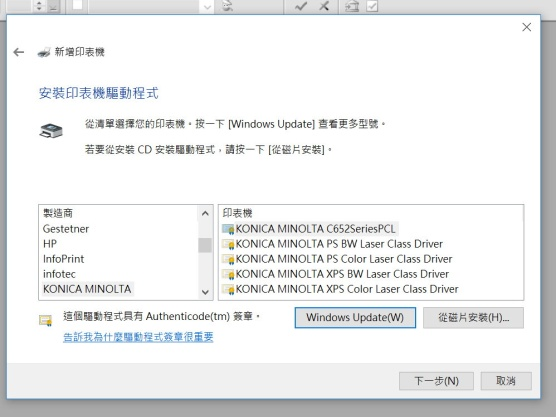 新增印表機
安裝印表機驅動程式
從清單選擇您的印表機。按一下 [Windows Update] 查看更多型號。
若要從安裝 CD 安裝驅動程式，請按一下 [從磁片安裝]。
製造商
Gestetner
HP
InfoPrint
infotec
KONICA MINOLTA
印表機
KONICA MINOLTA C652SeriesPCL
KONICA MINOLTA PS BW Laser Class Driver
KONICA MINOLTA PS Color Laser Class Driver
KONICA MINOLTA XPS BW Laser Class Driver
KONICA MINOLTA XPS Color Laser Class Driver
這個驅動程式具有 Authenticode(tm) 簽章。
告訴我為什麼驅動程式簽章很重要
Windows Update(W)
從磁片安裝(H)...
下一步(N)
取消